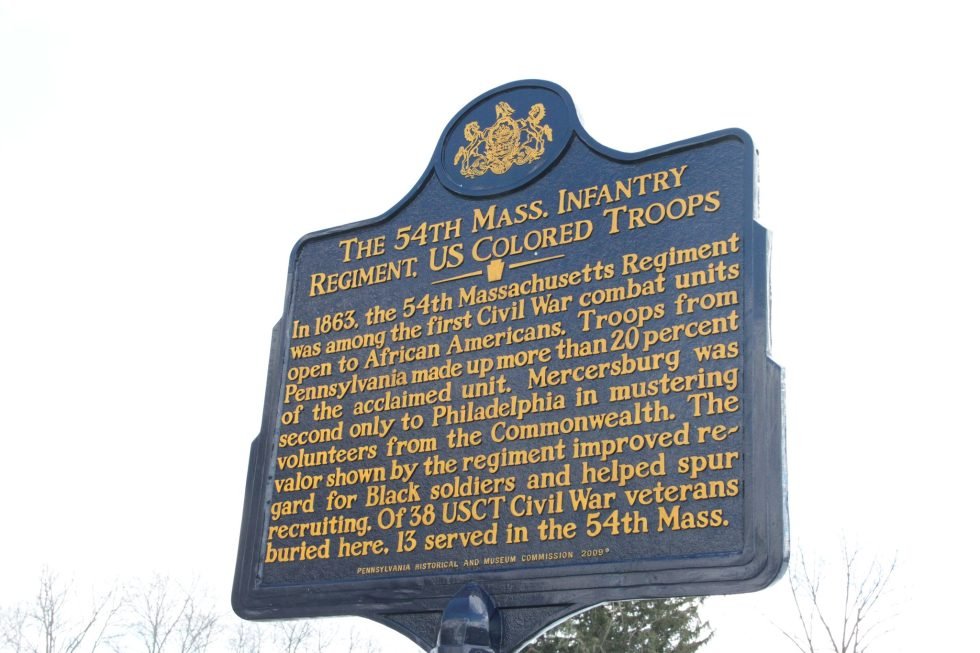 THE 54TH MASS. INFANTRY
REGIMENT, US COLORED TROOPS
In 1863, the 54th Massachusetts Regiment
was among the first Civil War combat units
open to African Americans. Troops from
Pennsylvania made up more than 20 percent
of the acclaimed unit. Mercersburg was
second only to Philadelphia in mustering
volunteers from the Commonwealth. The
valor shown by the regiment improved re-
gard for Black soldiers and helped spur
recruiting. Of 38 USCT Civil War veterans
buried here, 13 served in the 54th Mass.
PENNSYLVANIA HISTORICAL AND MUSEUM COMMISSION 2009®